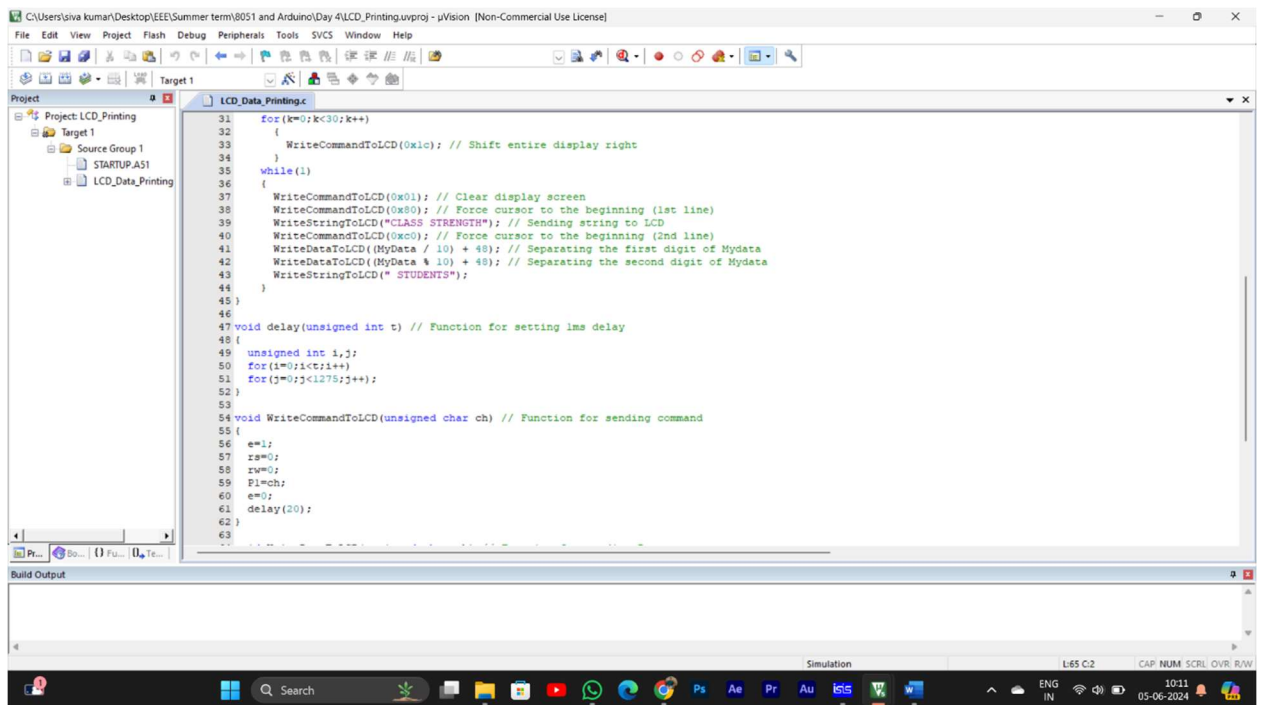 C:\Users\siva kumar\Desktop\EEE\Summer term\8051 and Arduino\Day 4\LCD_Printing.uvproj - µVision [Non-Commercial Use License]
File Edit View Project Flash Debug Peripherals Tools SVCS Window Help
Target 1
Project
LCD_Data_Printing.c
Project: LCD_Printing
Target 1
Source Group 1
STARTUP.A51
LCD_Data_Printing
31 for(k=0;k<30;k++)
32 {
33 WriteCommandToLCD(0x1c); // Shift entire display right
34 }
35 while(1)
36 {
37 WriteCommandToLCD(0x01); // Clear display screen
38 WriteCommandToLCD(0x80); // Force cursor to the beginning (1st line)
39 WriteStringToLCD("CLASS STRENGTH"); // Sending string to LCD
40 WriteCommandToLCD(0xc0); // Force cursor to the beginning (2nd line)
41 WriteDataToLCD((MyData / 10) + 48); // Separating the first digit of Mydata
42 WriteDataToLCD((MyData % 10) + 48); // Separating the second digit of Mydata
43 WriteStringToLCD(" STUDENTS");
44 }
45 }
46
47 void delay(unsigned int t) // Function for setting 1ms delay
48 {
49 unsigned int i,j;
50 for(i=0;i<t;i++)
51 for(j=0;j<1275;j++);
52 }
53
54 void WriteCommandToLCD(unsigned char ch) // Function for sending command
55 {
56 e=1;
57 rs=0;
58 rw=0;
59 P1=ch;
60 e=0;
61 delay(20);
62 }
63
Pr... Bo... {} Fu... Te...
Build Output
Simulation L:65 C:2 CAP NUM SCRL OVR R/W
1 Search Ps Ae Pr Au isis W ENG IN 10:11 05-06-2024